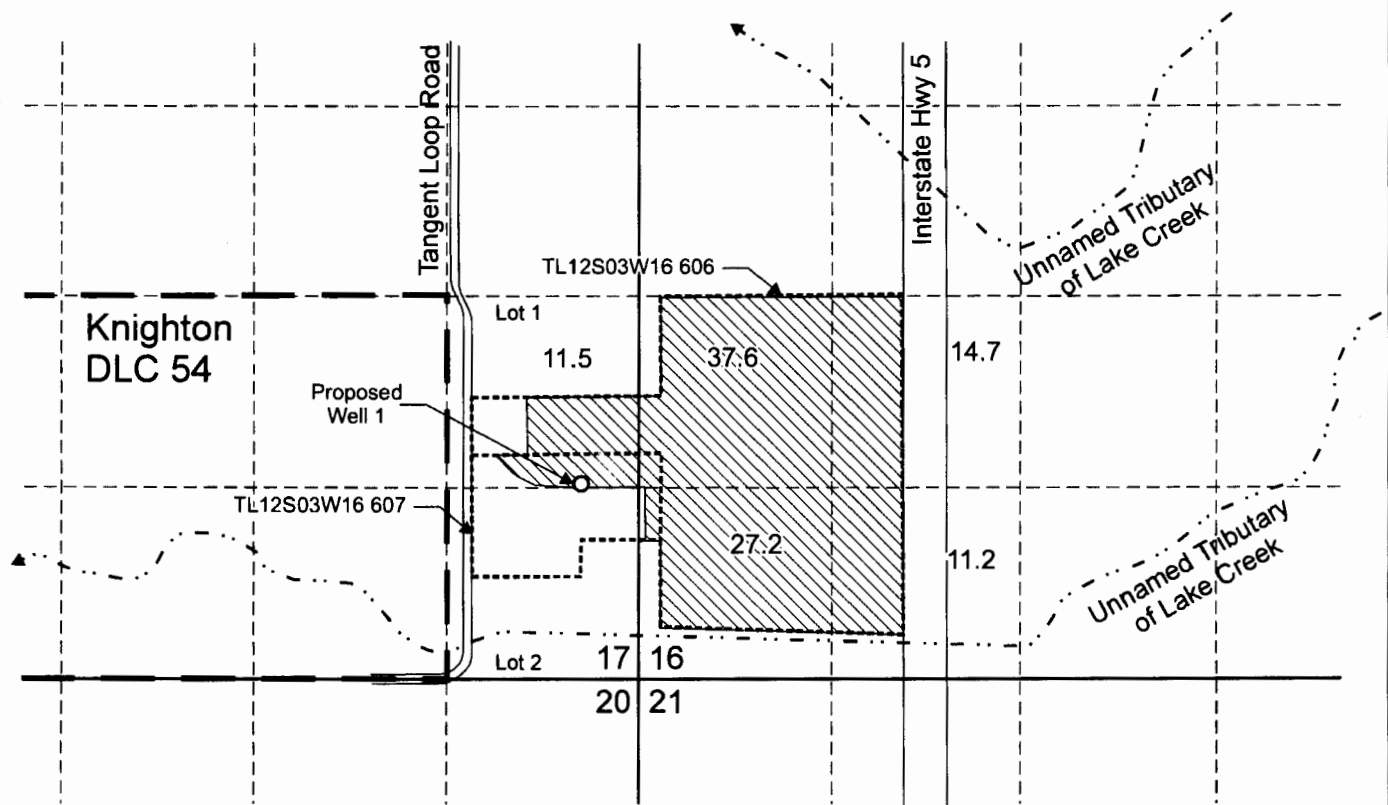 Tangent Loop Road
Interstate Hwy 5
Unnamed Tributary
of Lake Creek
TL12S03W16 606
Knighton
DLC 54
Lot 1
11.5
37.6
14.7
Proposed
Well 1
TL12S03W16 607
27.2
11.2
Unnamed Tributary
of Lake Creek
Lot 2
17
16
20
21